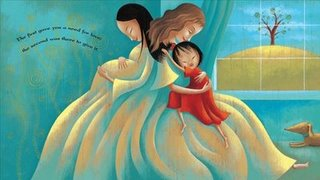 The first gave you a need for love;
the second was there to give it.